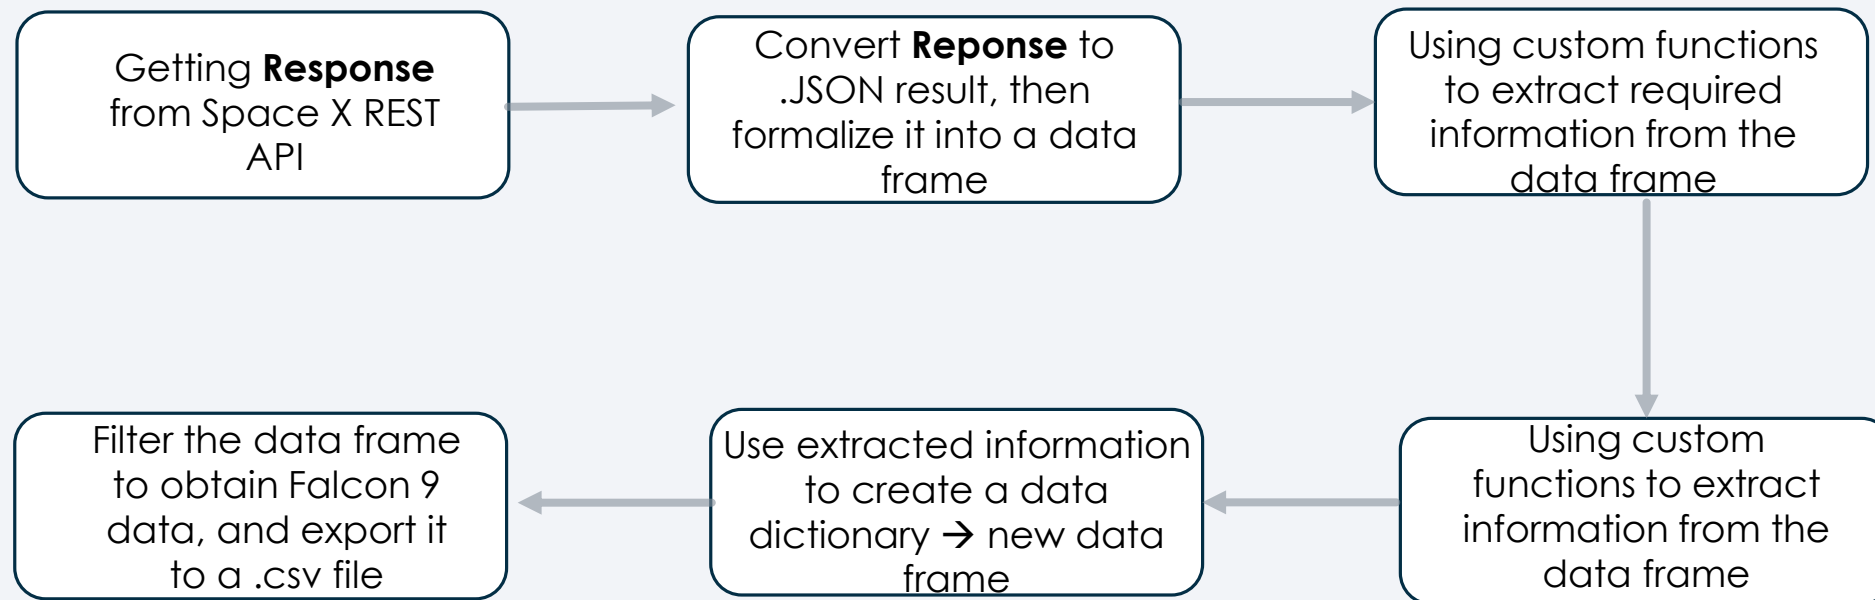 Getting Response
from Space X REST
API
Convert Reponse to
.JSON result, then
formalize it into a data
frame
Using custom functions
to extract required
information from the
data frame
Using custom
functions to extract
information from the
data frame
Use extracted information
to create a data
dictionary → new data
frame
Filter the data frame
to obtain Falcon 9
data, and export it
to a .csv file